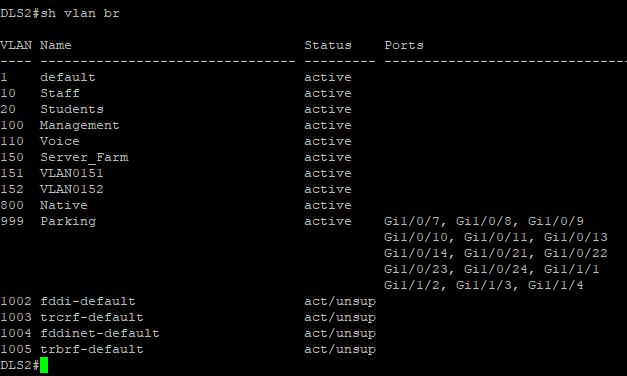 DLS2#sh vlan br
VLAN Name                             Status    Ports
---- -------------------------------- --------- -------------------------------
1    default                          active
10   Staff                            active
20   Students                         active
100  Management                       active
110  Voice                            active
150  Server_Farm                      active
151  VLAN0151                         active
152  VLAN0152                         active
800  Native                           active
999  Parking                          active    Gi1/0/7, Gi1/0/8, Gi1/0/9
                                                Gi1/0/10, Gi1/0/11, Gi1/0/13
                                                Gi1/0/14, Gi1/0/21, Gi1/0/22
                                                Gi1/0/23, Gi1/0/24, Gi1/1/1
                                                Gi1/1/2, Gi1/1/3, Gi1/1/4
1002 fddi-default                     act/unsup
1003 trcrf-default                    act/unsup
1004 fddinet-default                  act/unsup
1005 trbrf-default                    act/unsup
DLS2#